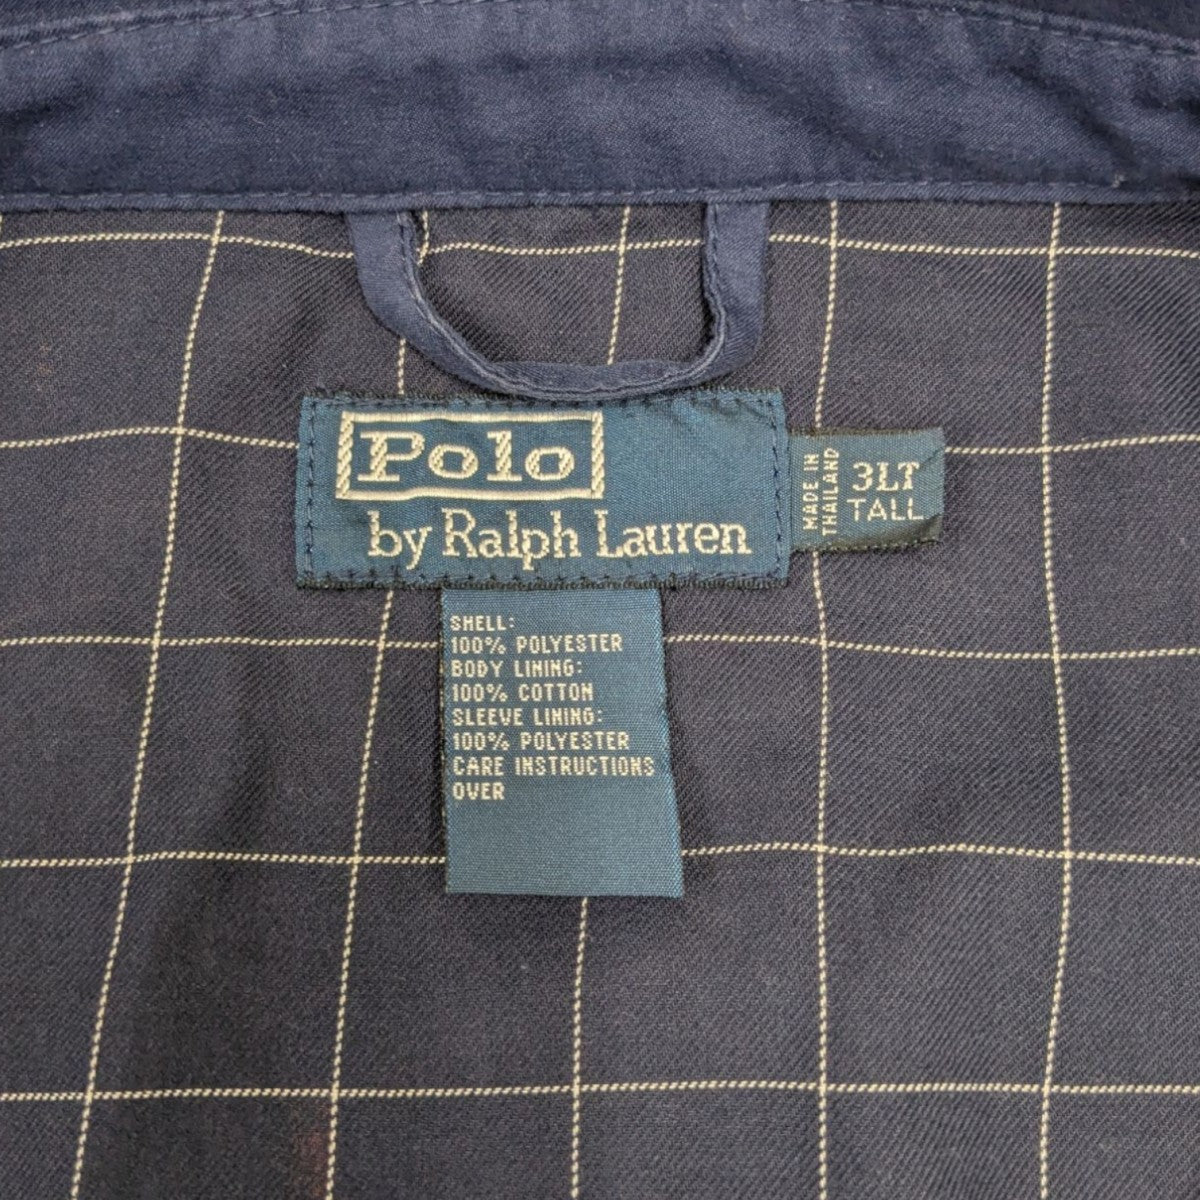 Polo
by Ralph Lauren
MADE IN
THAILAND
3LT
TALL
SHELL:
100% POLYESTER
BODY LINING:
100% COTTON
SLEEVE LINING:
100% POLYESTER
CARE INSTRUCTIONS
OVER